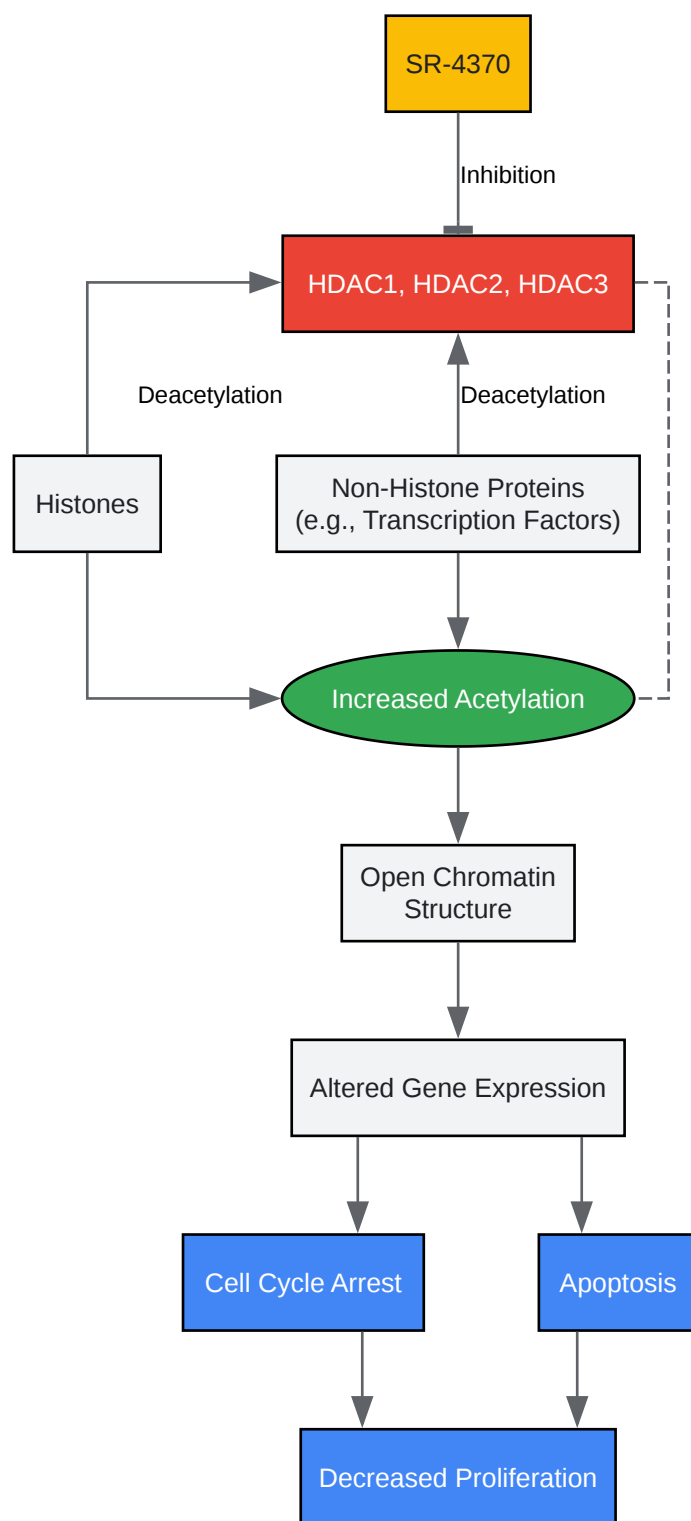 SR-4370
Inhibition
HDAC1, HDAC2, HDAC3
Deacetylation
Deacetylation
Histones
Non-Histone Proteins
(e.g., Transcription Factors)
Increased Acetylation
Open Chromatin
Structure
Altered Gene Expression
Cell Cycle Arrest
Apoptosis
Decreased Proliferation